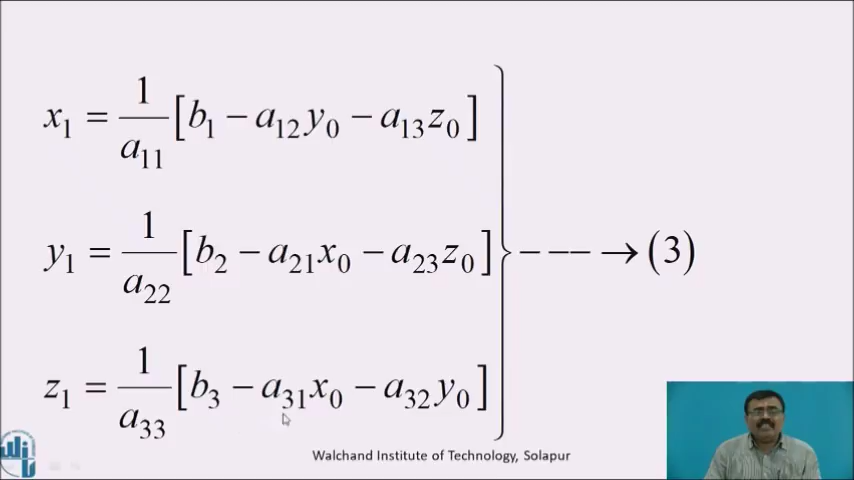 x₁ = 1/a₁₁ [b₁ − a₁₂y₀ − a₁₃z₀]
y₁ = 1/a₂₂ [b₂ − a₂₁x₀ − a₂₃z₀] } − −− → (3)
z₁ = 1/a₃₃ [b₃ − a₃₁x₀ − a₃₂y₀]
Walchand Institute of Technology, Solapur